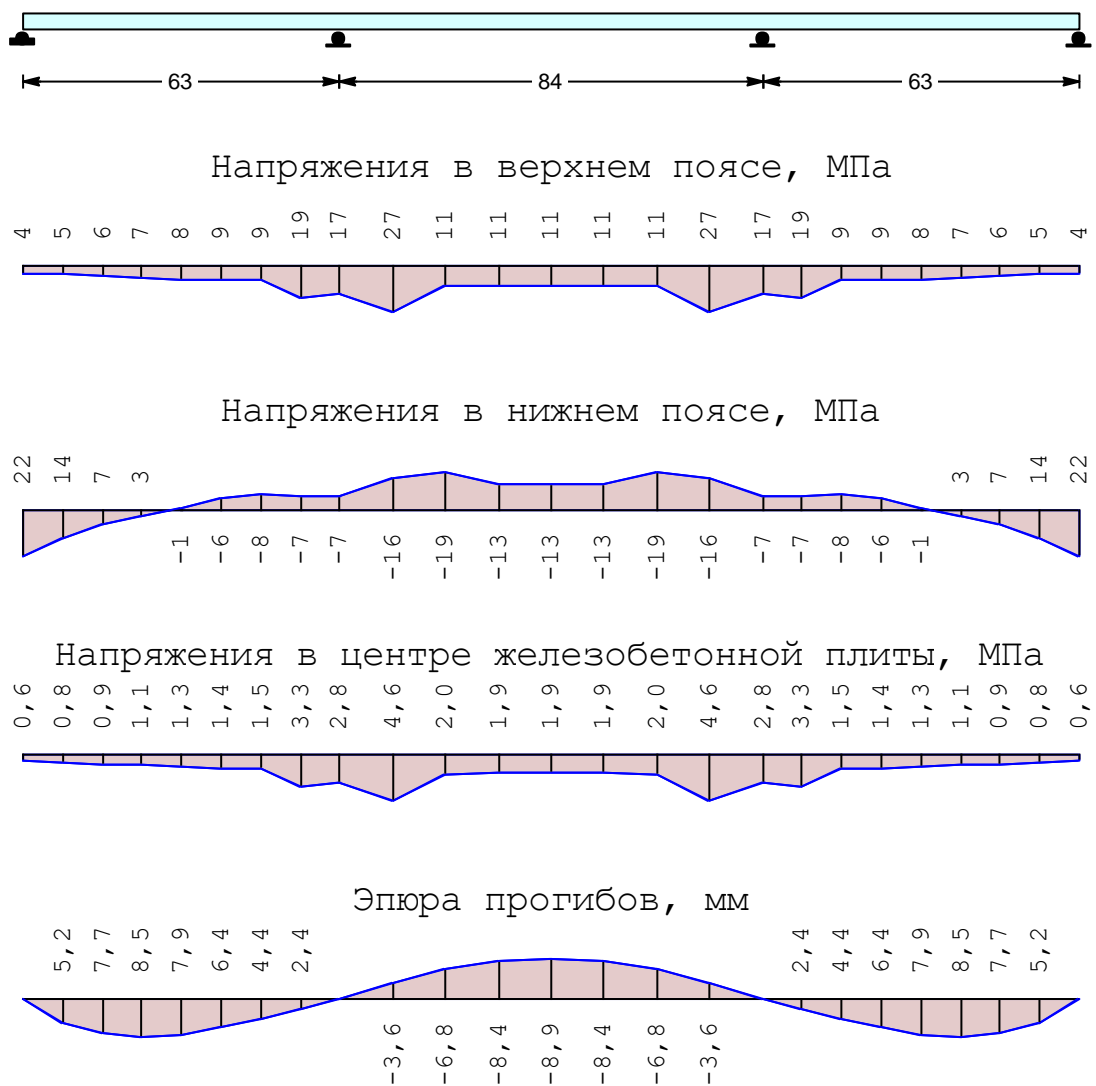 63 84 63
Напряжения в верхнем поясе, МПа
4 5 6 7 8 9 9 19 17 27 11 11 11 11 11 27 17 19 9 9 8 7 6 5 4
Напряжения в нижнем поясе, МПа
22 14 7 3 3 7 14 22
-1 -6 -8 -7 -7 -16 -19 -13 -13 -13 -19 -16 -7 -7 -8 -6 -1
Напряжения в центре железобетонной плиты, МПа
0,6 0,8 0,9 1,1 1,3 1,4 1,5 3,3 2,8 4,6 2,0 1,9 1,9 1,9 2,0 4,6 2,8 3,3 1,5 1,4 1,3 1,1 0,9 0,8 0,6
Эпюра прогибов, мм
5,2 7,7 8,5 7,9 6,4 4,4 2,4 2,4 4,4 6,4 7,9 8,5 7,7 5,2
-3,6 -6,8 -8,4 -8,9 -8,4 -6,8 -3,6